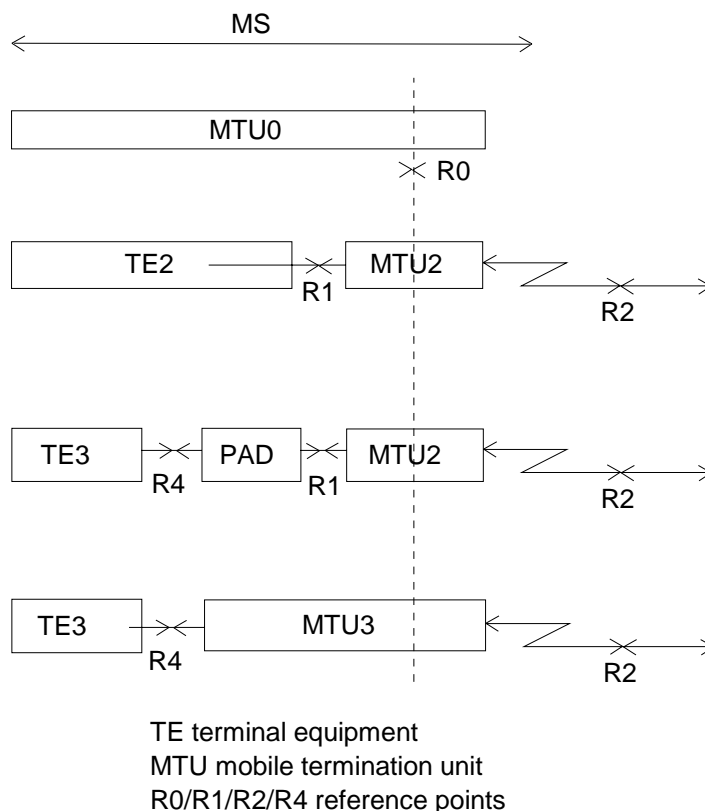 MS
MTU0
R0
TE2
R1
MTU2
R2
TE3
R4
PAD
R1
MTU2
R2
TE3
R4
MTU3
R2
TE terminal equipment
MTU mobile termination unit
R0/R1/R2/R4 reference points